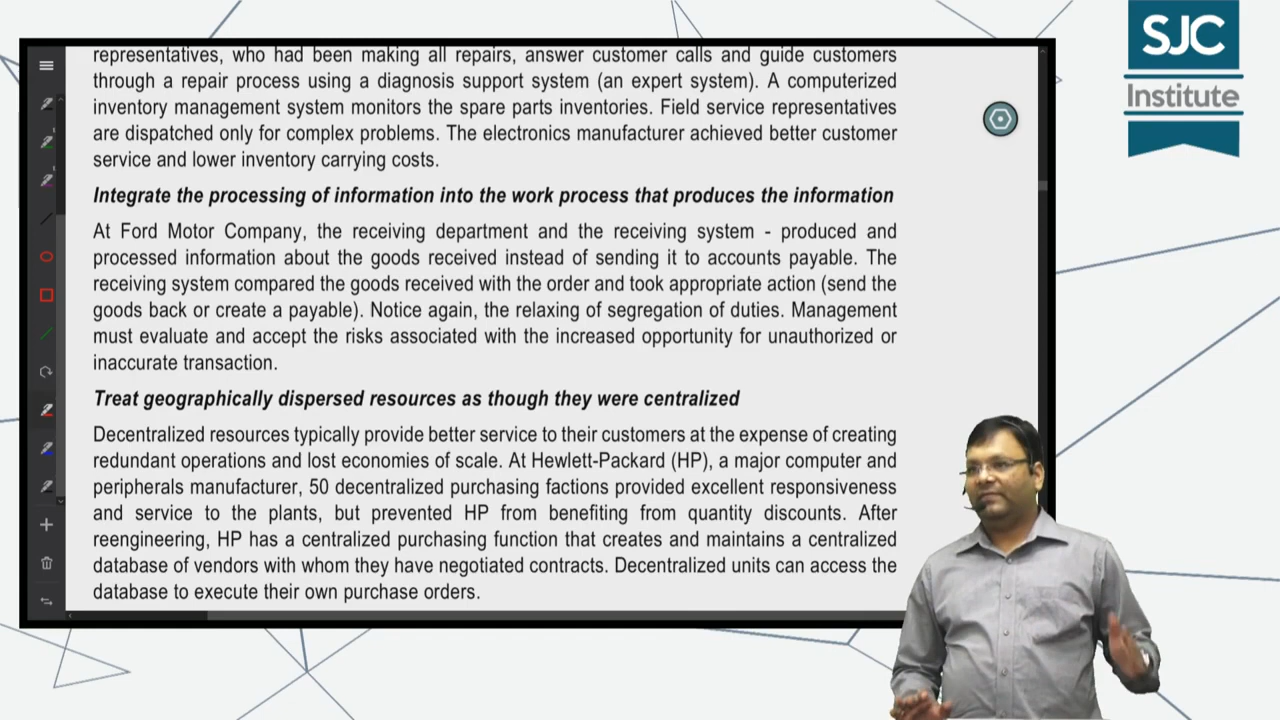 SJC
Institute
representatives, who had been making all repairs, answer customer calls and guide customers
through a repair process using a diagnosis support system (an expert system). A computerized
inventory management system monitors the spare parts inventories. Field service representatives
are dispatched only for complex problems. The electronics manufacturer achieved better customer
service and lower inventory carrying costs.
Integrate the processing of information into the work process that produces the information
At Ford Motor Company, the receiving department and the receiving system - produced and
processed information about the goods received instead of sending it to accounts payable. The
receiving system compared the goods received with the order and took appropriate action (send the
goods back or create a payable). Notice again, the relaxing of segregation of duties. Management
must evaluate and accept the risks associated with the increased opportunity for unauthorized or
inaccurate transaction.
Treat geographically dispersed resources as though they were centralized
Decentralized resources typically provide better service to their customers at the expense of creating
redundant operations and lost economies of scale. At Hewlett-Packard (HP), a major computer and
peripherals manufacturer, 50 decentralized purchasing factions provided excellent responsiveness
and service to the plants, but prevented HP from benefiting from quantity discounts. After
reengineering, HP has a centralized purchasing function that creates and maintains a centralized
database of vendors with whom they have negotiated contracts. Decentralized units can access the
database to execute their own purchase orders.